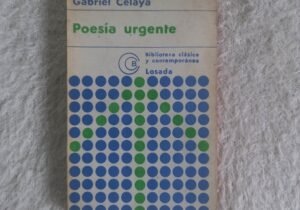 Gabriel Celaya
Poesía urgente
biblioteca clásica
y contemporánea
Losada